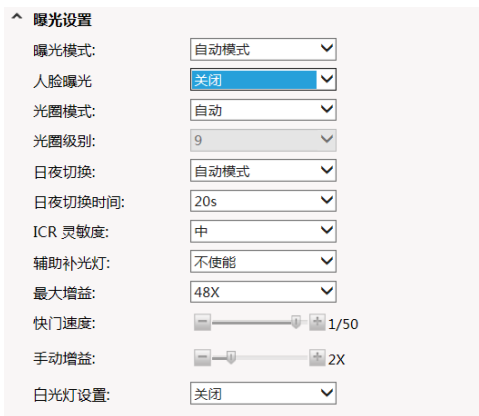 曝光设置
曝光模式: 自动模式
人脸曝光 关闭
光圈模式: 自动
光圈级别: 9
日夜切换: 自动模式
日夜切换时间: 20s
ICR 灵敏度: 中
辅助补光灯: 不使能
最大增益: 48X
快门速度: 1/50
手动增益: 2X
白光灯设置: 关闭